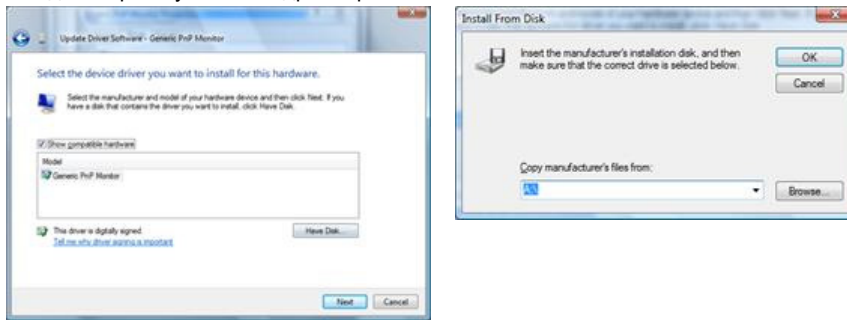 Update Driver Software - Generic PnP Monitor
Select the device driver you want to install for this hardware.
Select the manufacturer and model of your hardware device and then click Next. If you
have a disk that contains the driver you want to install, click Have Disk.
Show compatible hardware
Model
Generic PnP Monitor
This driver is digitally signed.
Tell me why driver signing is important
Have Disk...
Next
Cancel
Install From Disk
Insert the manufacturer's installation disk, and then
make sure that the correct drive is selected below.
OK
Cancel
Copy manufacturer's files from:
A:\
Browse...